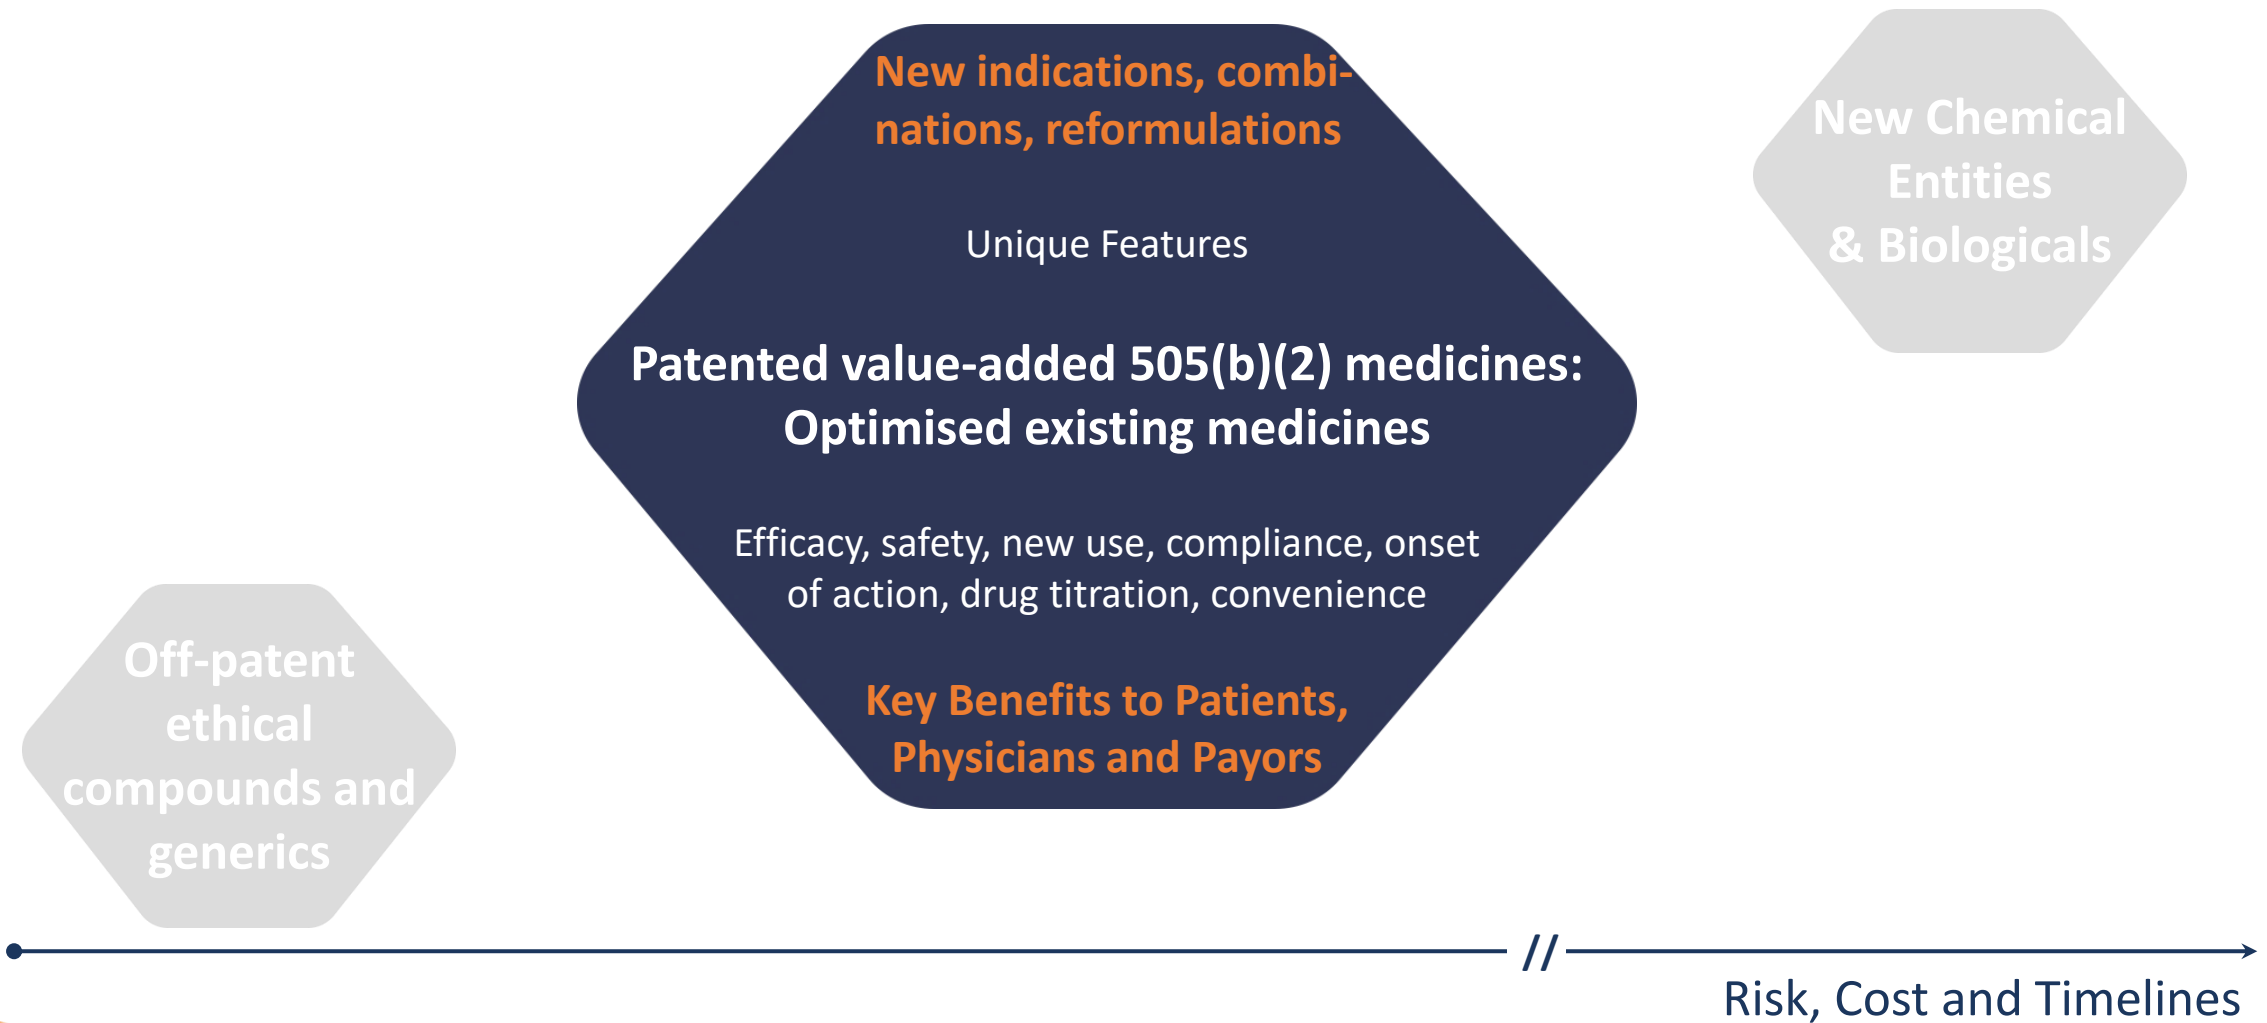 New indications, combi-
nations, reformulations
Unique Features
Patented value-added 505(b)(2) medicines:
Optimised existing medicines
Efficacy, safety, new use, compliance, onset
of action, drug titration, convenience
Key Benefits to Patients,
Physicians and Payors
New Chemical
Entities
& Biologicals
Off-patent
ethical
compounds and
generics
//
Risk, Cost and Timelines